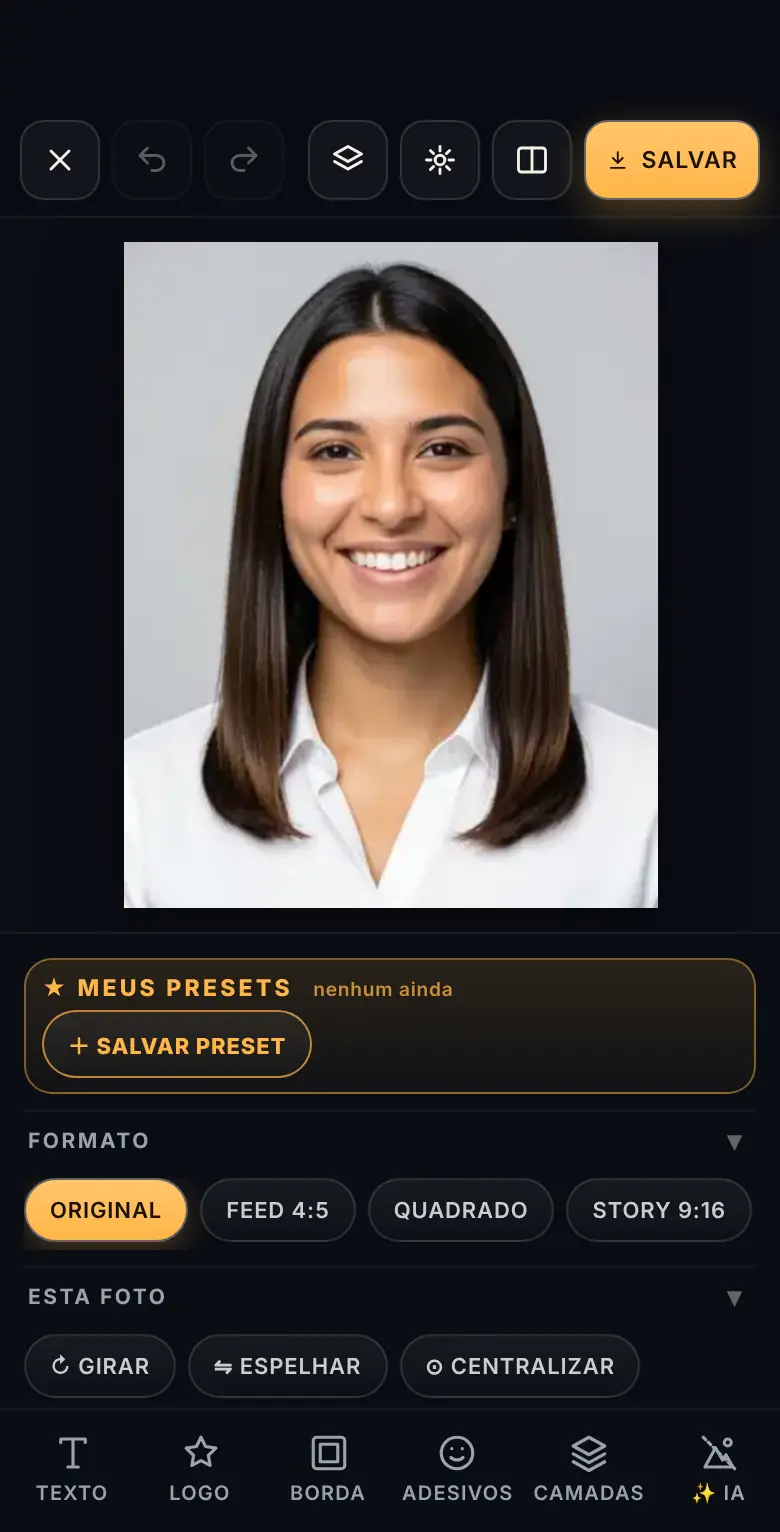 SALVAR
★ MEUS PRESETS nenhum ainda
+ SALVAR PRESET
FORMATO ▼
ORIGINAL FEED 4:5 QUADRADO STORY 9:16
ESTA FOTO ▼
↻ GIRAR ⇋ ESPELHAR ⊙ CENTRALIZAR
TEXTO LOGO BORDA ADESIVOS CAMADAS ✨ IA